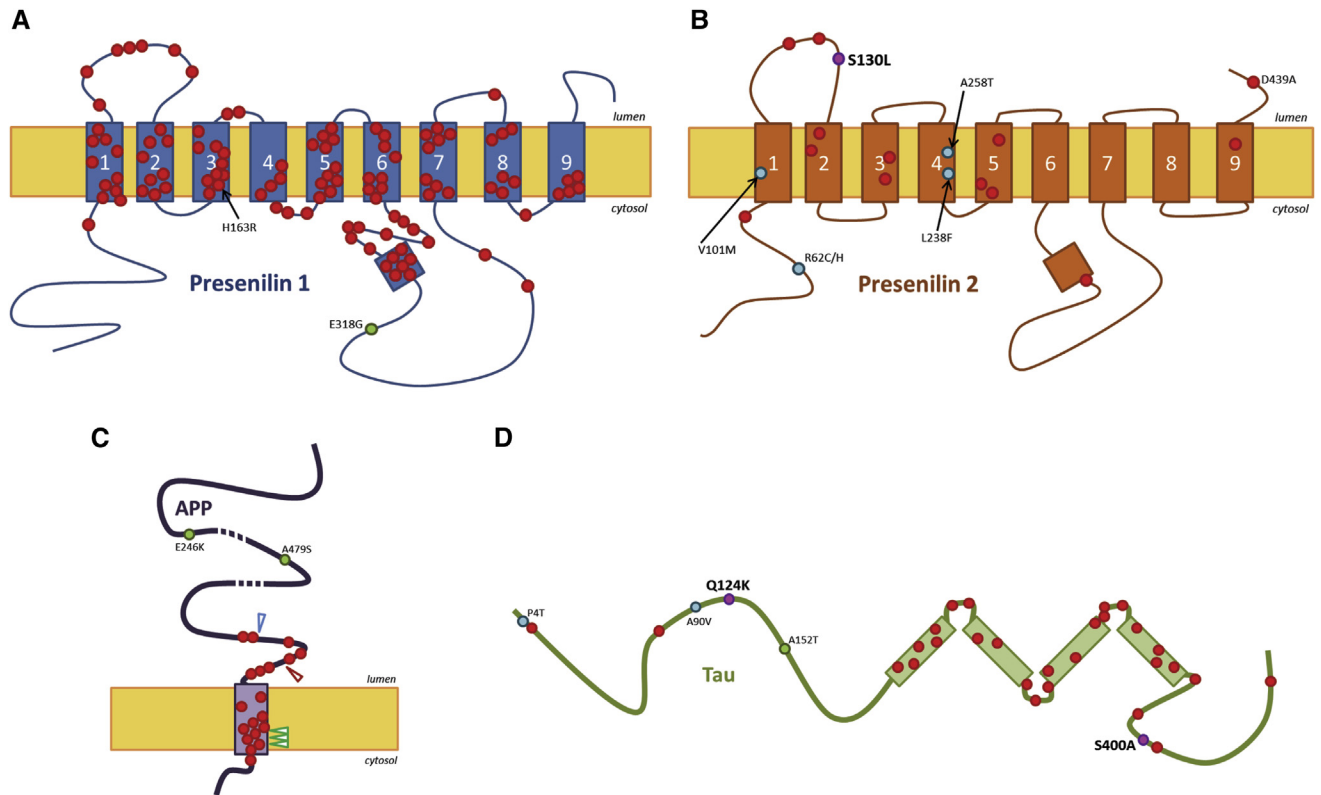 A
1
2
3
4
5
6
7
8
9
lumen
cytosol
H163R
Presenilin 1
E318G
B
S130L
A258T
D439A
lumen
1
2
3
4
5
6
7
8
9
cytosol
V101M
L238F
R62C/H
Presenilin 2
C
APP
E246K
A479S
lumen
cytosol
D
P4T
Q124K
A90V
A152T
Tau
S400A